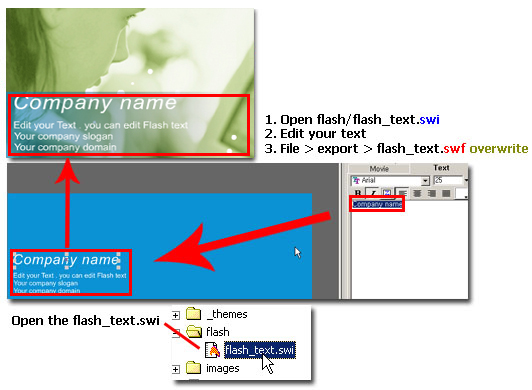 Company name
Edit your Text . you can edit Flash text
Your company slogan
Your company domain
1. Open flash/flash_text.swi
2. Edit your text
3. File > export > flash_text.swf overwrite
Movie
Text
Arial
25
B I
Company name
Company name
Edit your Text . you can edit Flash text
Your company slogan
Your company domain
Open the flash_text.swi
_themes
flash
flash_text.swi
images